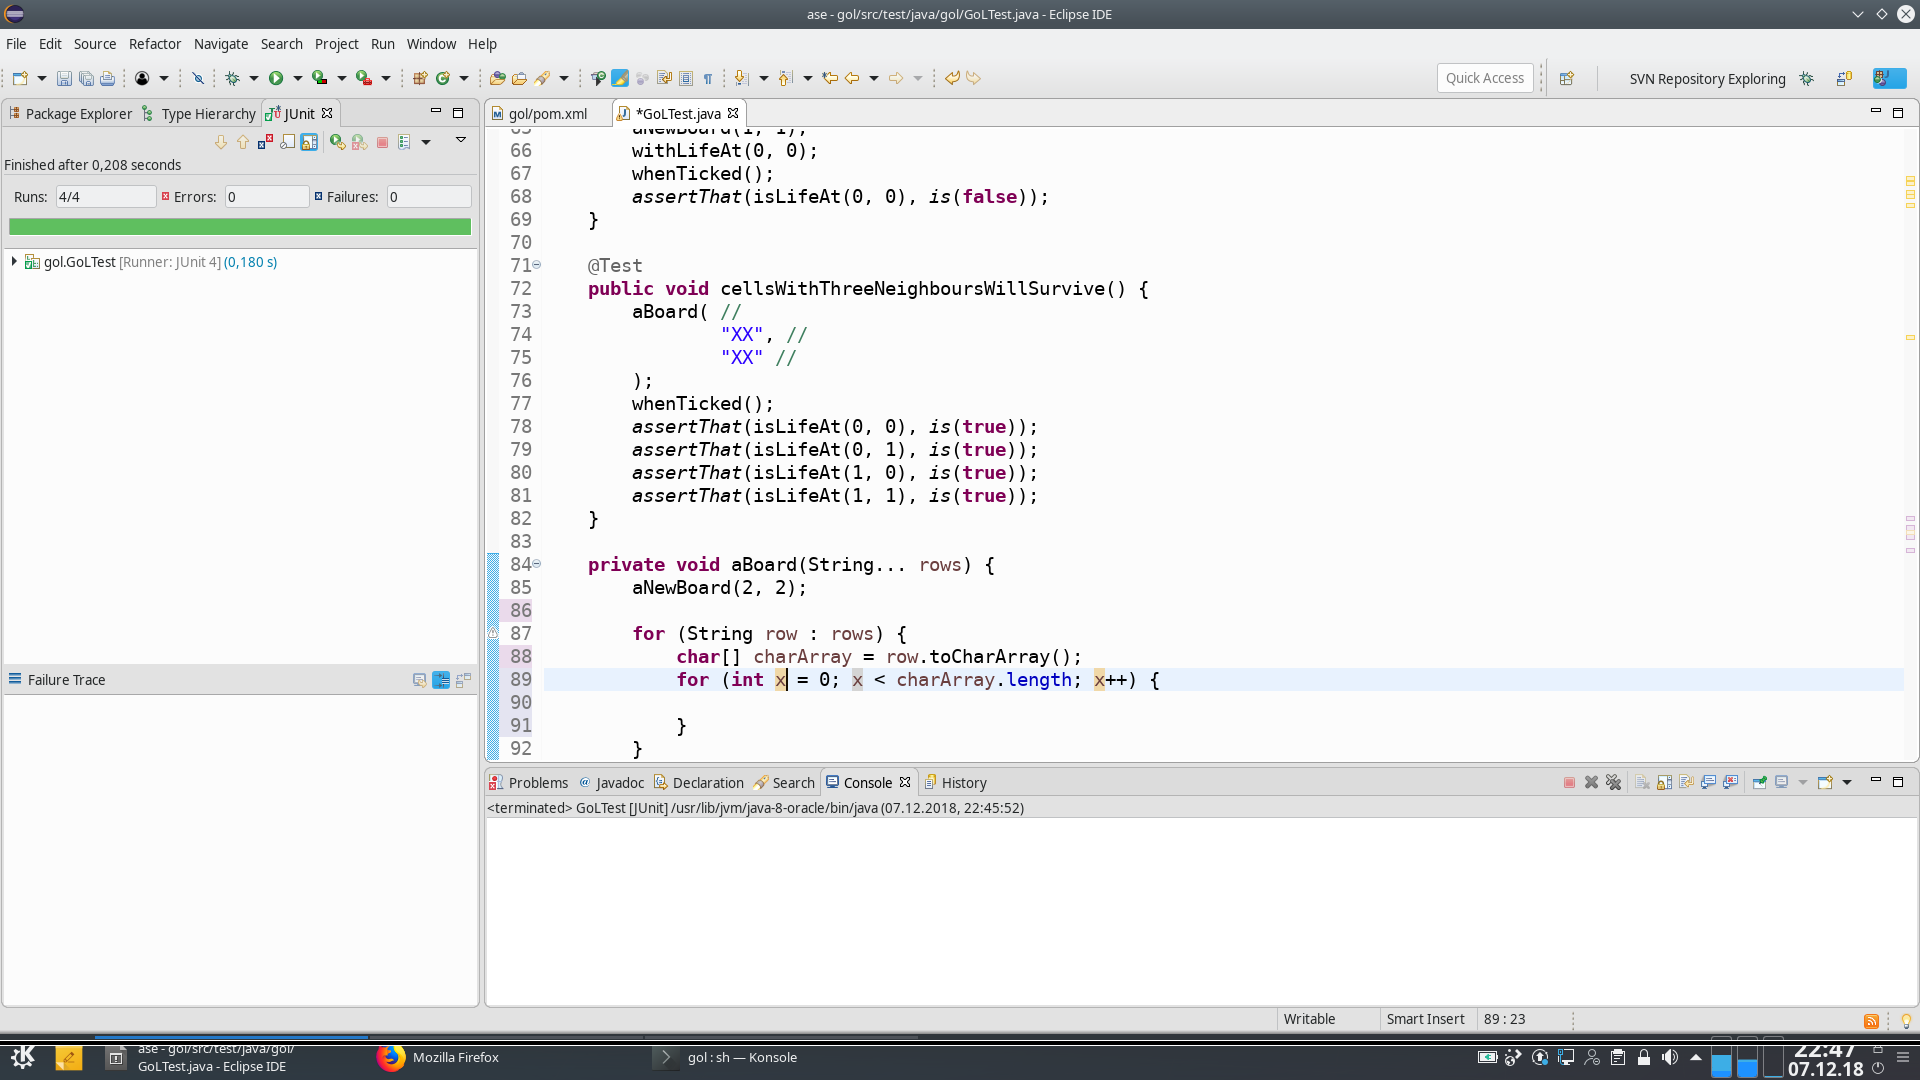 ase - gol/src/test/java/gol/GoLTest.java - Eclipse IDE
File Edit Source Refactor Navigate Search Project Run Window Help
Quick Access
SVN Repository Exploring
Package Explorer Type Hierarchy JUnit
gol/pom.xml *GoLTest.java
Finished after 0,208 seconds
Runs: 4/4 Errors: 0 Failures: 0
gol.GoLTest [Runner: JUnit 4] (0,180 s)
Failure Trace
65 aNewBoard(1, 1);
66 withLifeAt(0, 0);
67 whenTicked();
68 assertThat(isLifeAt(0, 0), is(false));
69 }
70
71 @Test
72 public void cellsWithThreeNeighboursWillSurvive() {
73 aBoard( //
74 "XX", //
75 "XX" //
76 );
77 whenTicked();
78 assertThat(isLifeAt(0, 0), is(true));
79 assertThat(isLifeAt(0, 1), is(true));
80 assertThat(isLifeAt(1, 0), is(true));
81 assertThat(isLifeAt(1, 1), is(true));
82 }
83
84 private void aBoard(String... rows) {
85 aNewBoard(2, 2);
86
87 for (String row : rows) {
88 char[] charArray = row.toCharArray();
89 for (int x = 0; x < charArray.length; x++) {
90
91 }
92 }
Problems @ Javadoc Declaration Search Console History
<terminated> GoLTest [JUnit] /usr/lib/jvm/java-8-oracle/bin/java (07.12.2018, 22:45:52)
Writable Smart Insert 89 : 23
ase - gol/src/test/java/gol/
GoLTest.java - Eclipse IDE
Mozilla Firefox
gol : sh — Konsole
22:47
07.12.18